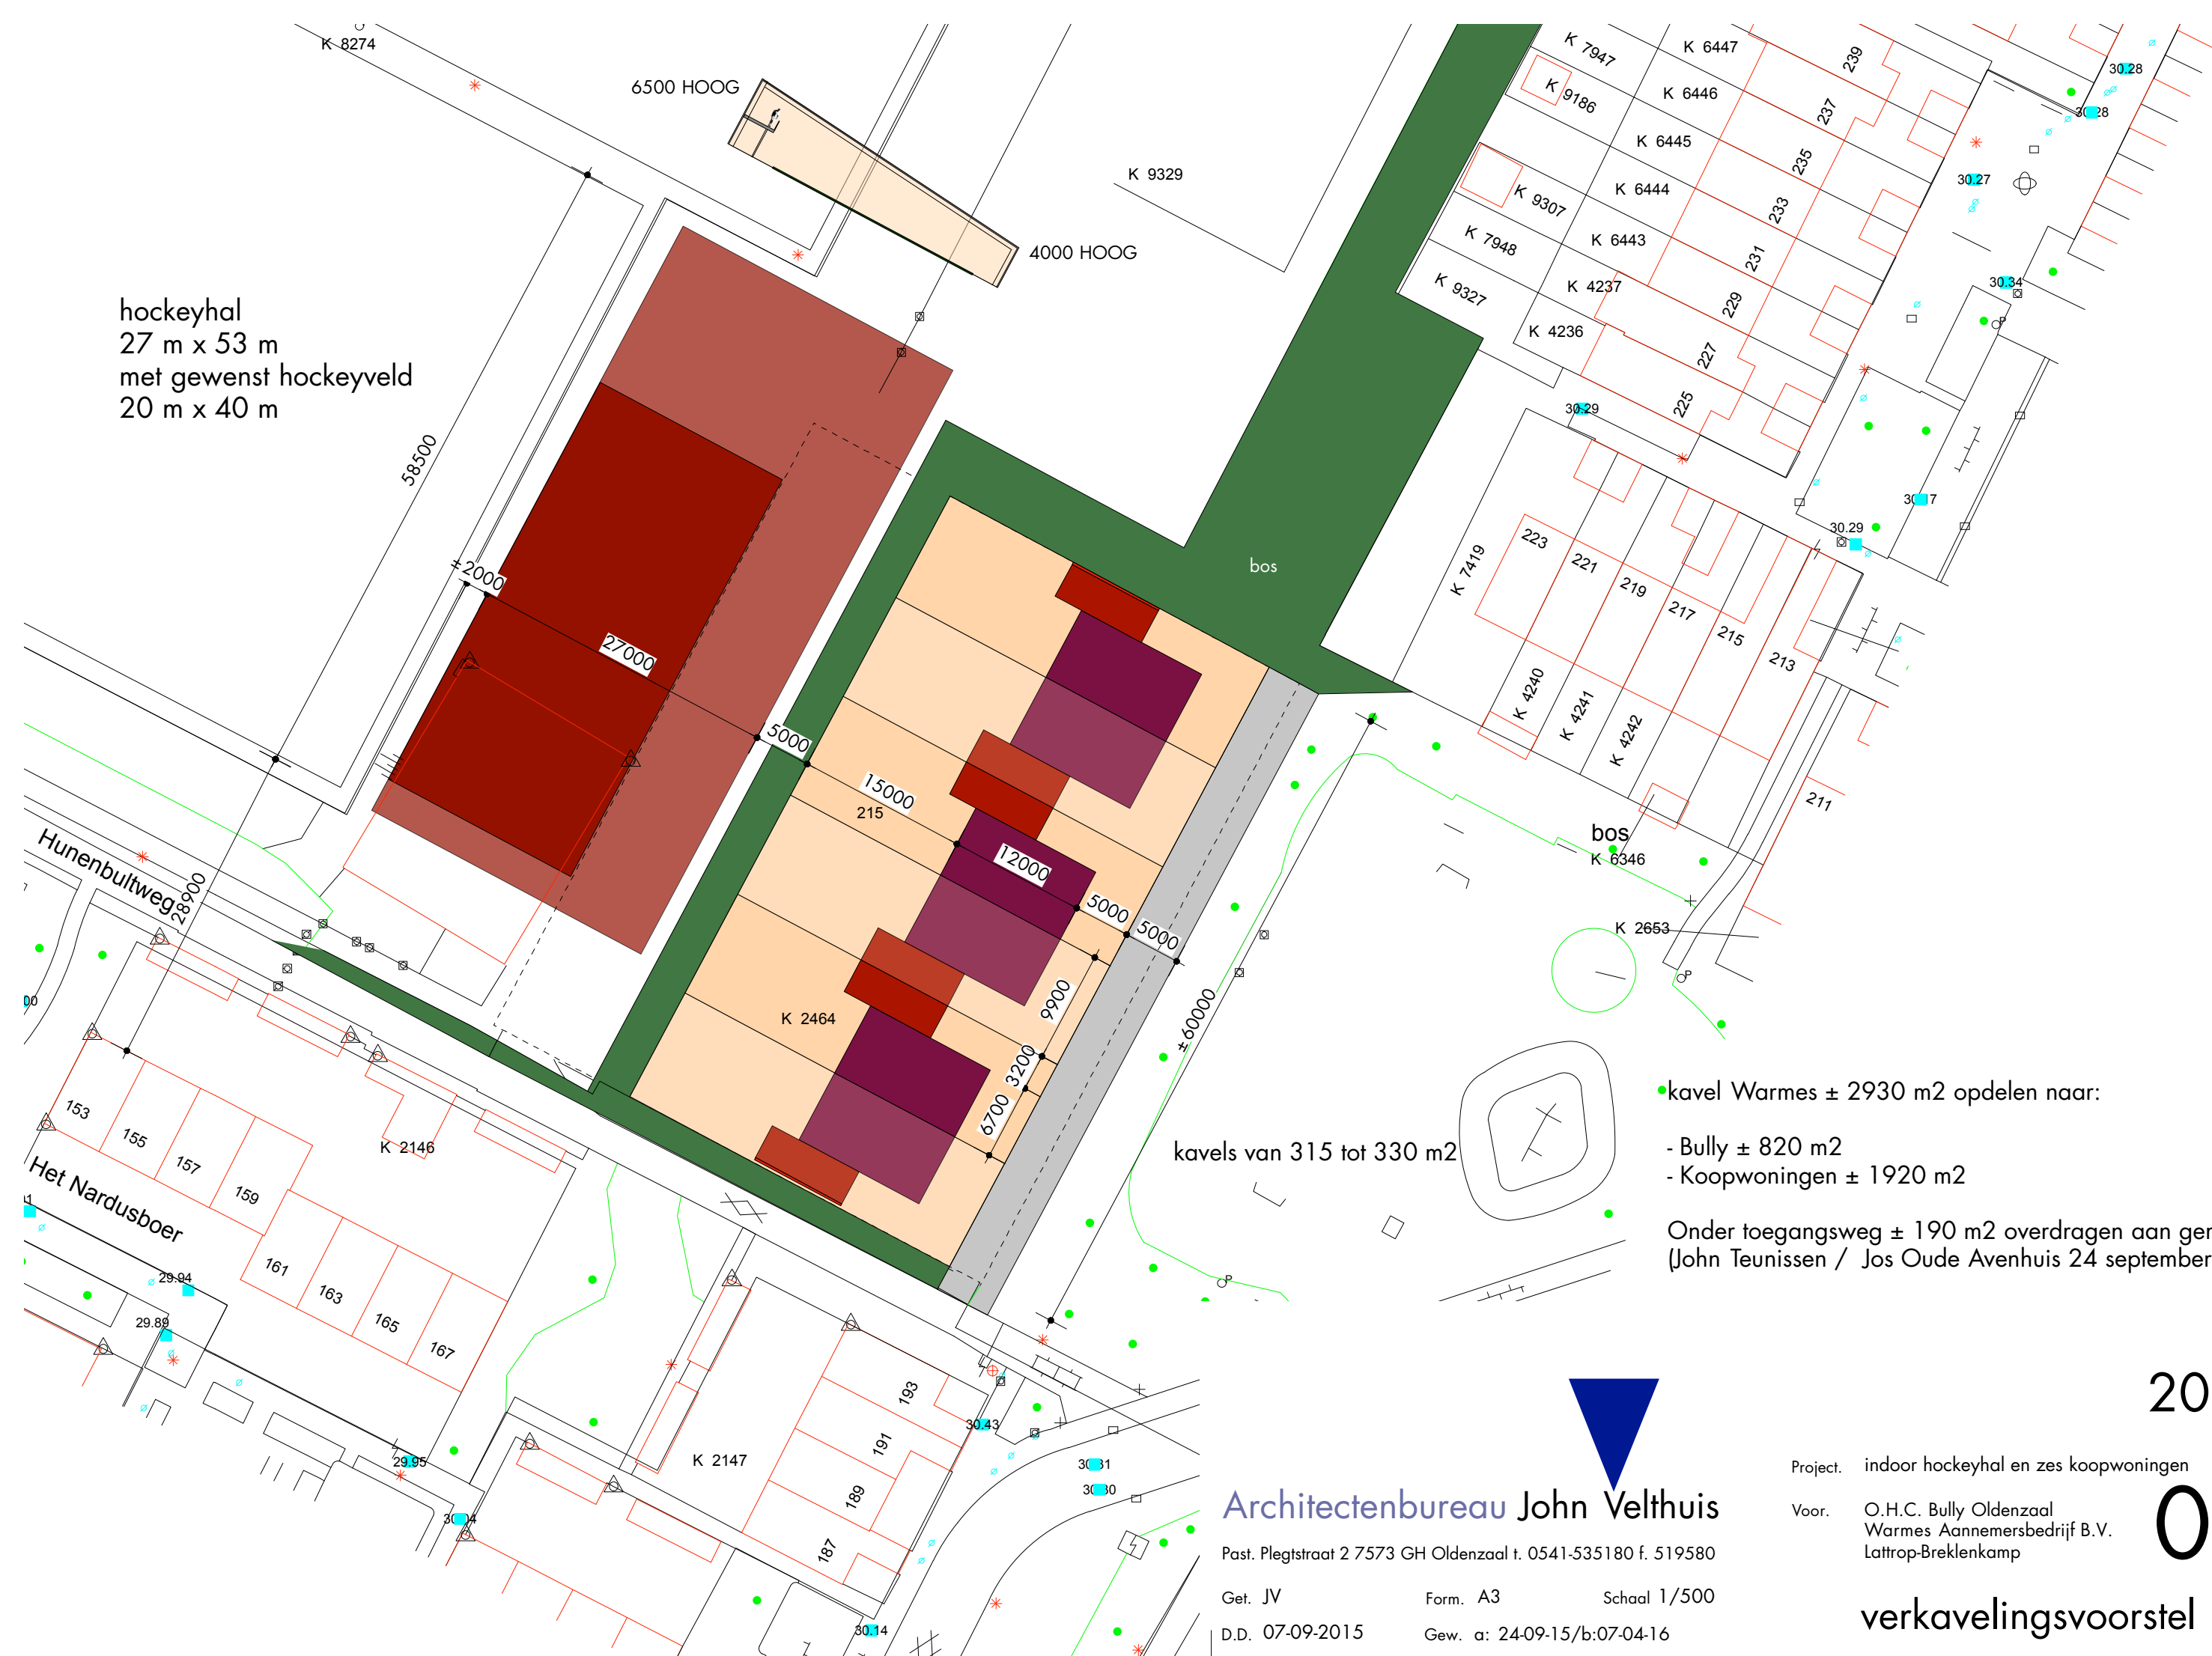 K 8274
6500 HOOG
4000 HOOG
K 9329
hockeyhal
27 m x 53 m
met gewenst hockeyveld
20 m x 40 m
58500
±2000
27000
5000
15000
215
12000
5000
5000
9900
3200
6700
±60000
28900
bos
K 2464
K 7947
K 9186
K 9307
K 7948
K 9327
K 6447
K 6446
K 6445
K 6444
K 6443
K 4237
K 4236
239
237
235
233
231
229
227
225
30.28
30.27
30.34
30.29
30.29
K 7419
223
221
219
217
215
213
211
K 4240
K 4241
K 4242
bos
K 6346
K 2653
P
P
P
Hunenbultweg
Het Nardusboer
153
155
157
159
161
163
165
167
K 2146
29.94
29.89
29.95
K 2147
193
191
189
187
30.43
30.14
kavels van 315 tot 330 m2
kavel Warmes ± 2930 m2 opdelen naar:
- Bully ± 820 m2
- Koopwoningen ± 1920 m2
Onder toegangsweg ± 190 m2 overdragen aan ger
(John Teunissen / Jos Oude Avenhuis 24 september
Architectenbureau John Velthuis
Past. Plegtstraat 2 7573 GH Oldenzaal t. 0541-535180 f. 519580
Get. JV Form. A3 Schaal 1/500
D.D. 07-09-2015 Gew. a: 24-09-15/b:07-04-16
20
Project. indoor hockeyhal en zes koopwoningen
Voor. O.H.C. Bully Oldenzaal
Warmes Aannemersbedrijf B.V.
Lattrop-Breklenkamp
0
verkavelingsvoorstel